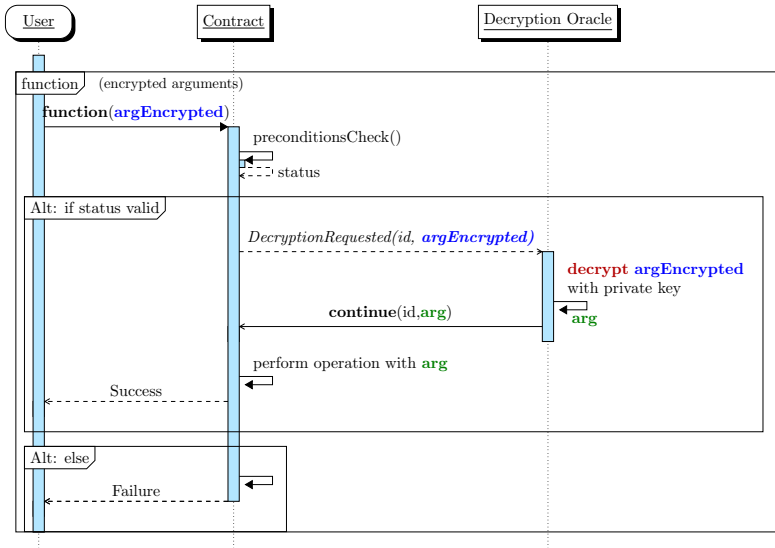 User
Contract
Decryption Oracle
function
(encrypted arguments)
function(argEncrypted)
preconditionsCheck()
status
Alt: if status valid
DecryptionRequested(id, argEncrypted)
decrypt argEncrypted
with private key
arg
continue(id,arg)
perform operation with arg
Success
Alt: else
Failure